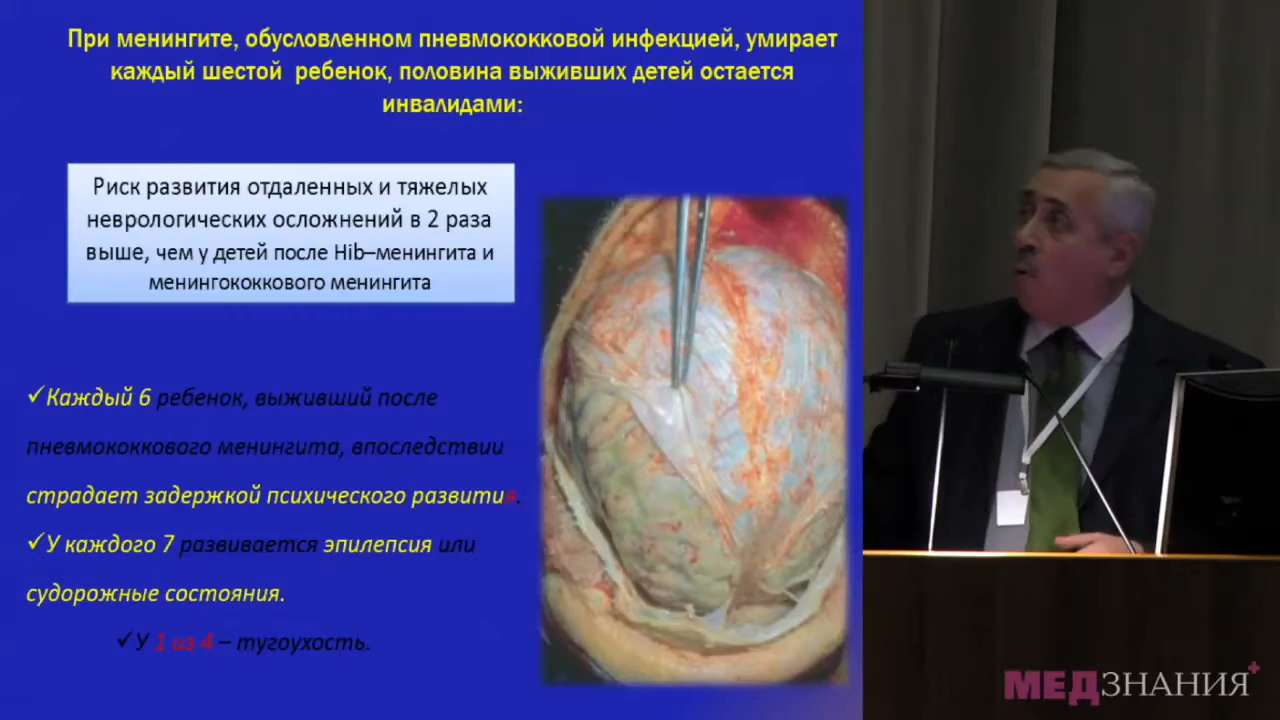 При менингите, обусловленном пневмококковой инфекцией, умирает
каждый шестой ребенок, половина выживших детей остается
инвалидами:
Риск развития отдаленных и тяжелых
неврологических осложнений в 2 раза
выше, чем у детей после Hib–менингита и
менингококкового менингита
✓Каждый 6 ребенок, выживший после
пневмококкового менингита, впоследствии
страдает задержкой психического развития.
✓У каждого 7 развивается эпилепсия или
судорожные состояния.
✓У 1 из 4 – тугоухость.
МЕДЗНАНИЯ+